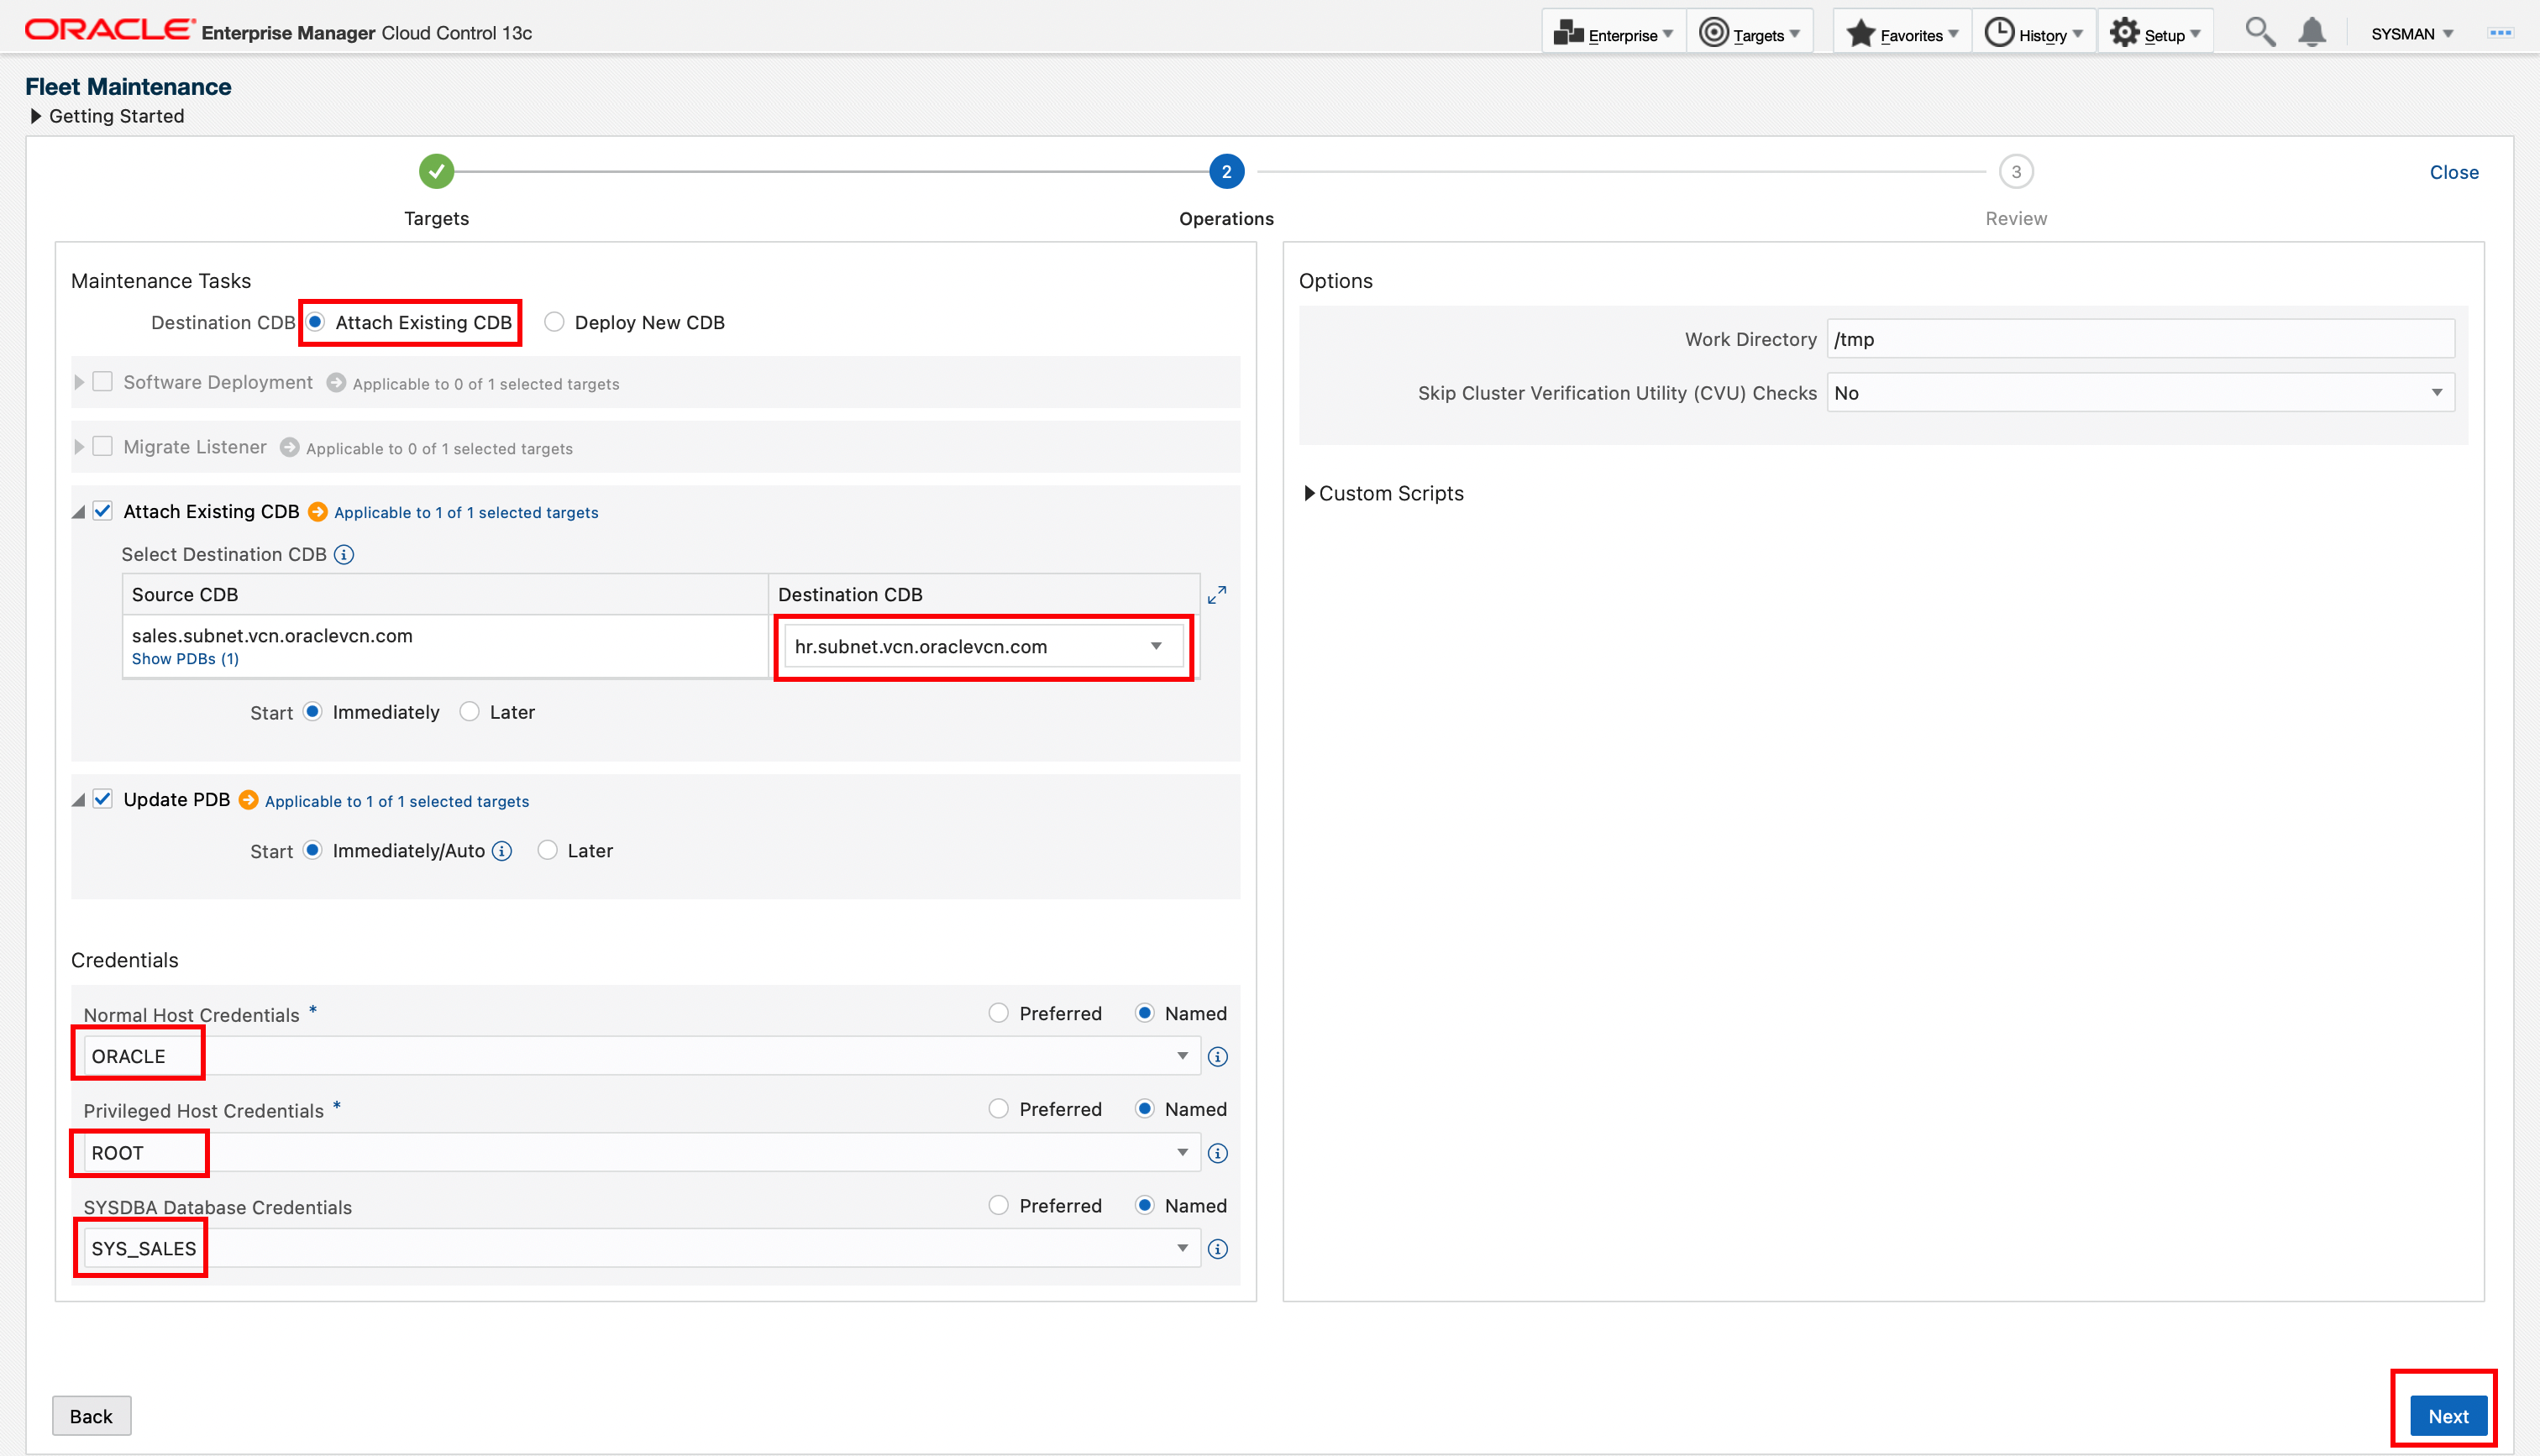 ORACLE Enterprise Manager Cloud Control 13c
Enterprise Targets Favorites History Setup SYSMAN
Fleet Maintenance
Getting Started
2 3 Close
Targets Operations Review
Maintenance Tasks
Destination CDB Attach Existing CDB Deploy New CDB
Software Deployment Applicable to 0 of 1 selected targets
Migrate Listener Applicable to 0 of 1 selected targets
Attach Existing CDB Applicable to 1 of 1 selected targets
Select Destination CDB
Source CDB Destination CDB
sales.subnet.vcn.oraclevcn.com
Show PDBs (1)
hr.subnet.vcn.oraclevcn.com
Start Immediately Later
Update PDB Applicable to 1 of 1 selected targets
Start Immediately/Auto Later
Credentials
Normal Host Credentials * Preferred Named
ORACLE
Privileged Host Credentials * Preferred Named
ROOT
SYSDBA Database Credentials Preferred Named
SYS_SALES
Options
Work Directory /tmp
Skip Cluster Verification Utility (CVU) Checks No
Custom Scripts
Back Next